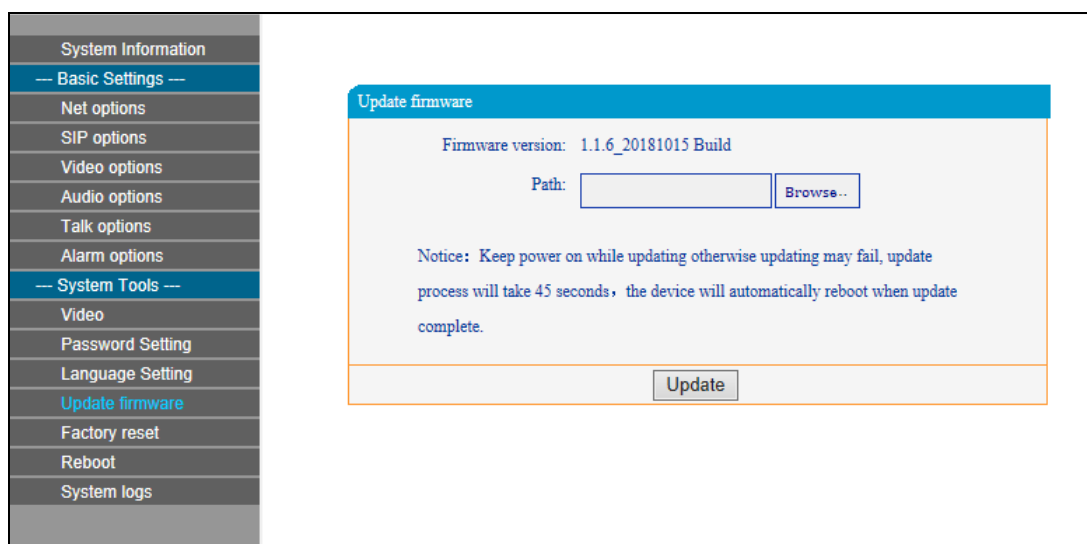 System Information
--- Basic Settings ---
Net options
SIP options
Video options
Audio options
Talk options
Alarm options
--- System Tools ---
Video
Password Setting
Language Setting
Update firmware
Factory reset
Reboot
System logs
Update firmware
Firmware version: 1.1.6_20181015 Build
Path:
Browse...
Notice：Keep power on while updating otherwise updating may fail, update
process will take 45 seconds，the device will automatically reboot when update
complete.
Update